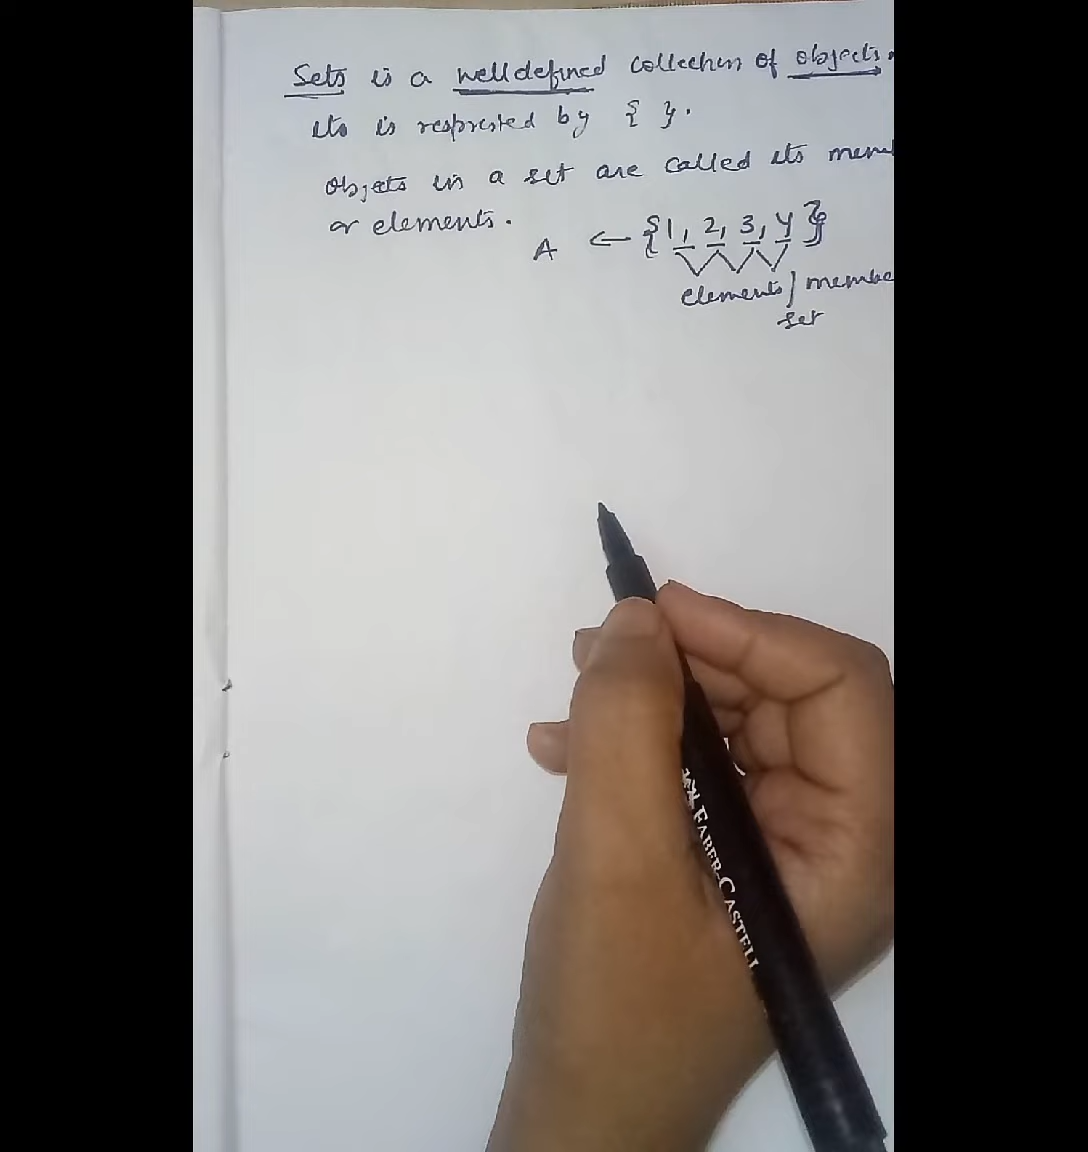 Sets is a welldefined collection of objects.
its is represted by { }.
Objects in a set are called its mem
or elements.
A ← {1, 2, 3, 4}
elements / membe
set
FABER-CASTELL